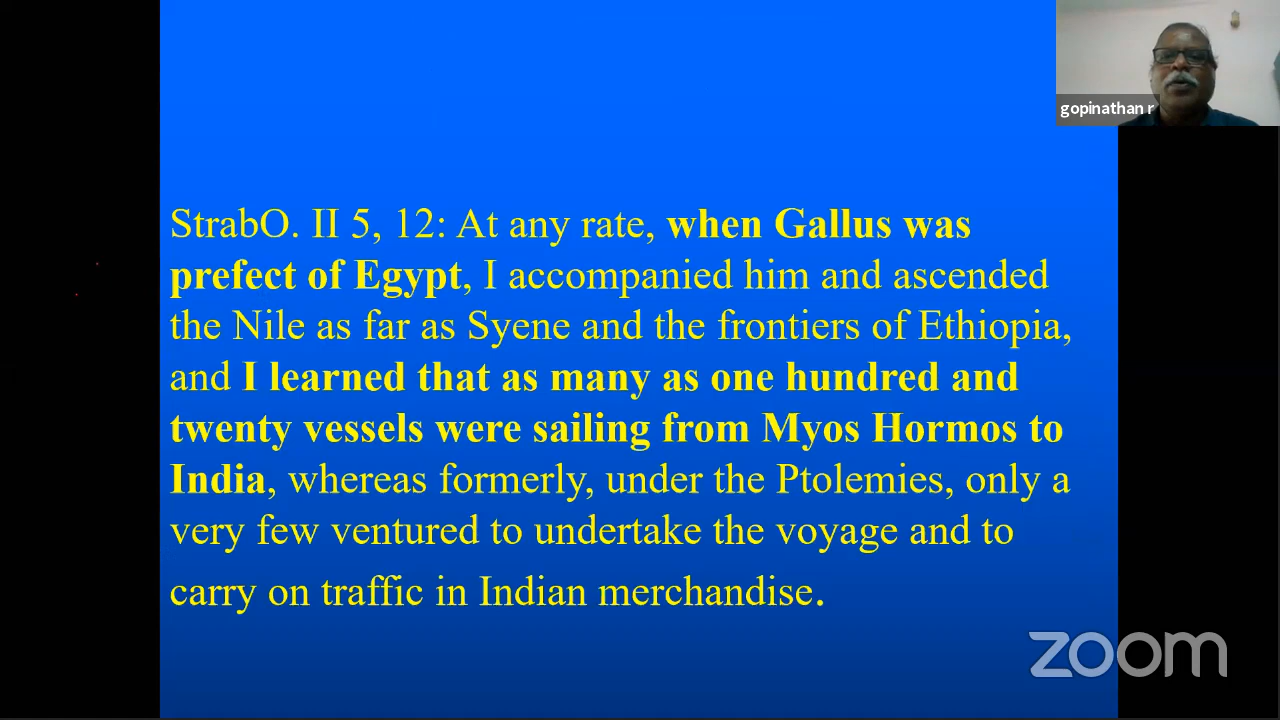 gopinathan r
StrabO. II 5, 12: At any rate, when Gallus was
prefect of Egypt, I accompanied him and ascended
the Nile as far as Syene and the frontiers of Ethiopia,
and I learned that as many as one hundred and
twenty vessels were sailing from Myos Hormos to
India, whereas formerly, under the Ptolemies, only a
very few ventured to undertake the voyage and to
carry on traffic in Indian merchandise.
zoom